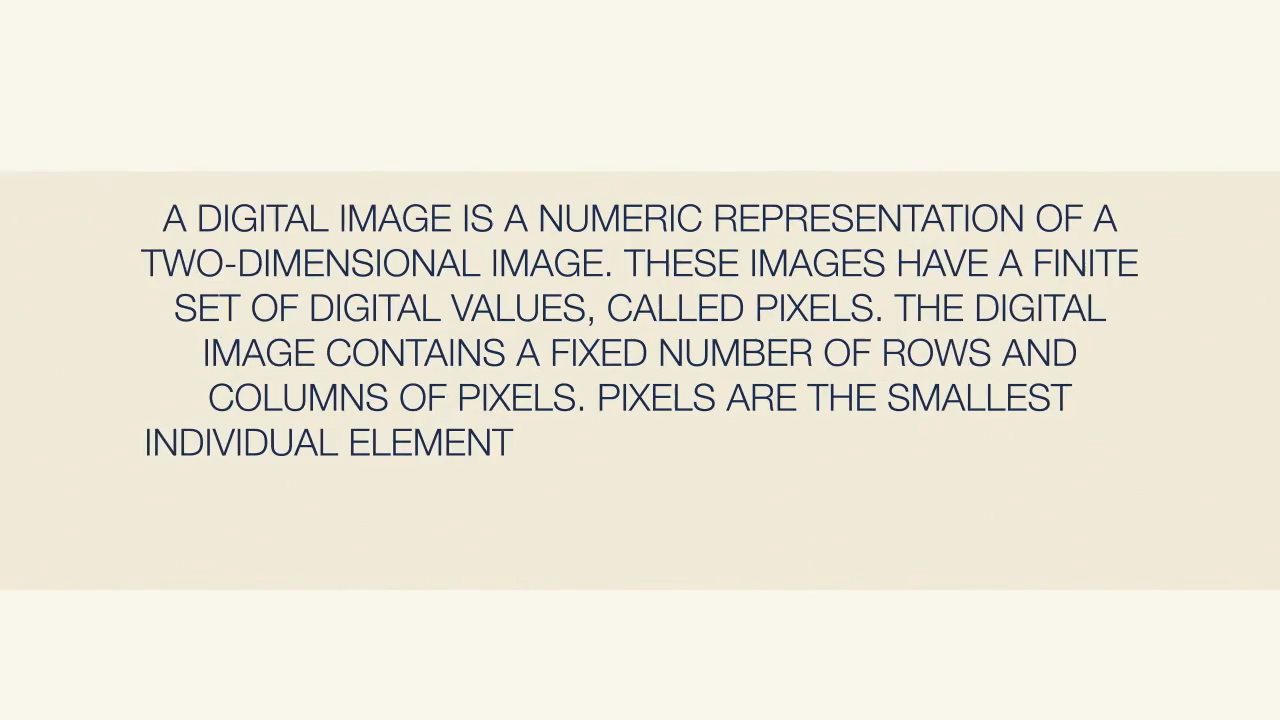 A DIGITAL IMAGE IS A NUMERIC REPRESENTATION OF A
TWO-DIMENSIONAL IMAGE. THESE IMAGES HAVE A FINITE
SET OF DIGITAL VALUES, CALLED PIXELS. THE DIGITAL
IMAGE CONTAINS A FIXED NUMBER OF ROWS AND
COLUMNS OF PIXELS. PIXELS ARE THE SMALLEST
INDIVIDUAL ELEMENT